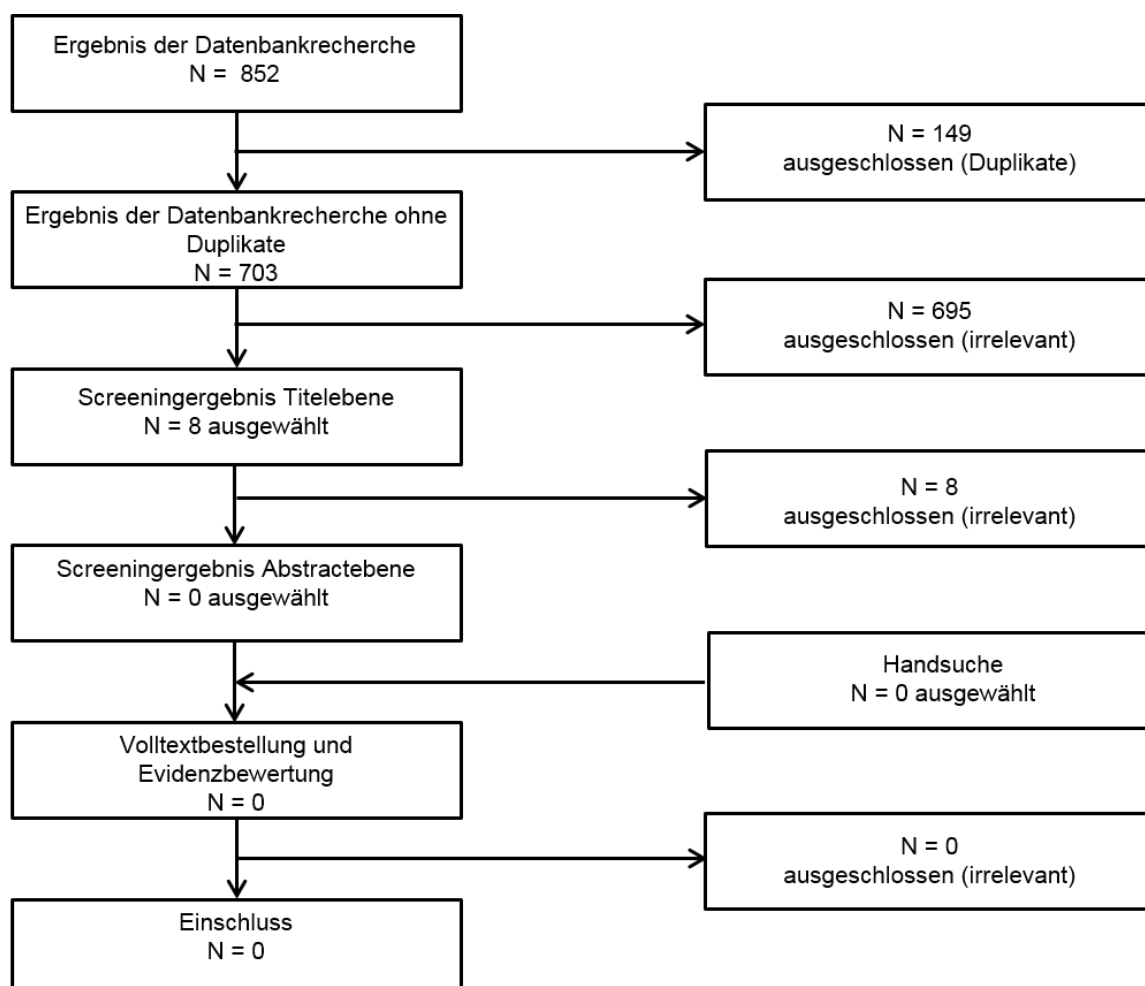 Ergebnis der Datenbankrecherche
N = 852
N = 149
ausgeschlossen (Duplikate)
Ergebnis der Datenbankrecherche ohne
Duplikate
N = 703
N = 695
ausgeschlossen (irrelevant)
Screeningergebnis Titelebene
N = 8 ausgewählt
N = 8
ausgeschlossen (irrelevant)
Screeningergebnis Abstractebene
N = 0 ausgewählt
Handsuche
N = 0 ausgewählt
Volltextbestellung und
Evidenzbewertung
N = 0
N = 0
ausgeschlossen (irrelevant)
Einschluss
N = 0